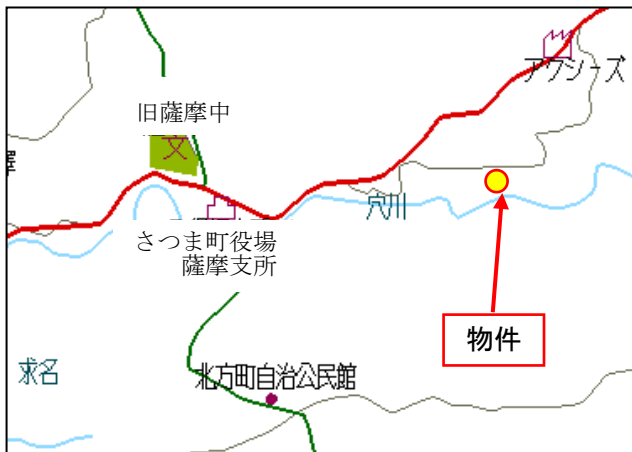 アクシーズ
旧薩摩中
文
穴川
さつま町役場
薩摩支所
物件
求名
北方町自治公民館